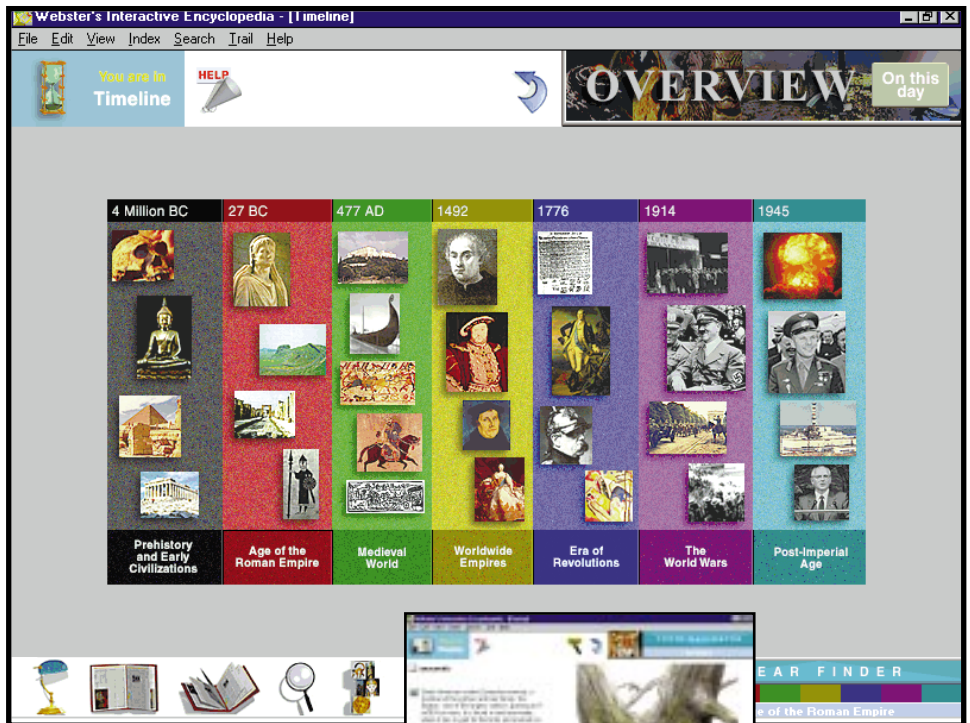 Webster's Interactive Encyclopedia - [Timeline]
File Edit View Index Search Trail Help
You are in
Timeline
HELP
OVERVIEW
On this
day
4 Million BC
27 BC
477 AD
1492
1776
1914
1945
Prehistory
and Early
Civilizations
Age of the
Roman Empire
Medieval
World
Worldwide
Empires
Era of
Revolutions
The
World Wars
Post-Imperial
Age
EAR FINDER
e of the Roman Empire